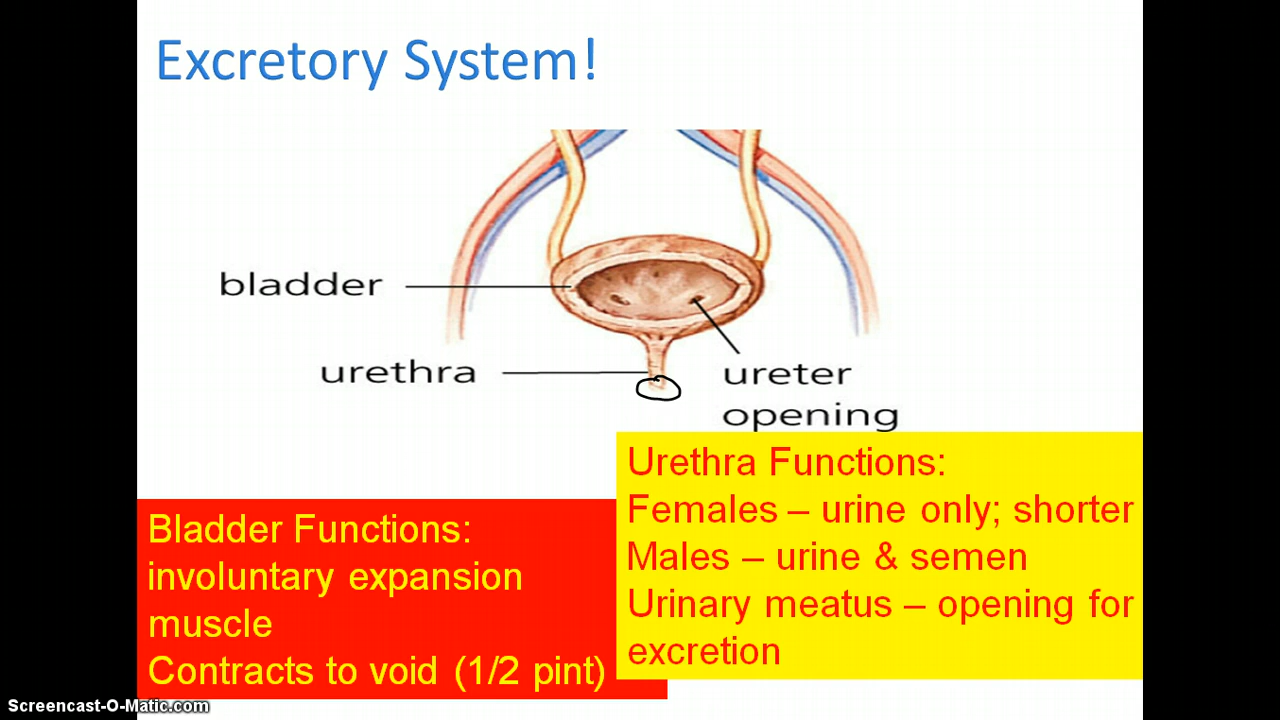 Excretory System!
bladder
urethra
ureter
opening
Urethra Functions:
Females – urine only; shorter
Males – urine & semen
Urinary meatus – opening for
excretion
Bladder Functions:
involuntary expansion
muscle
Contracts to void (1/2 pint)
Screencast-O-Matic.com